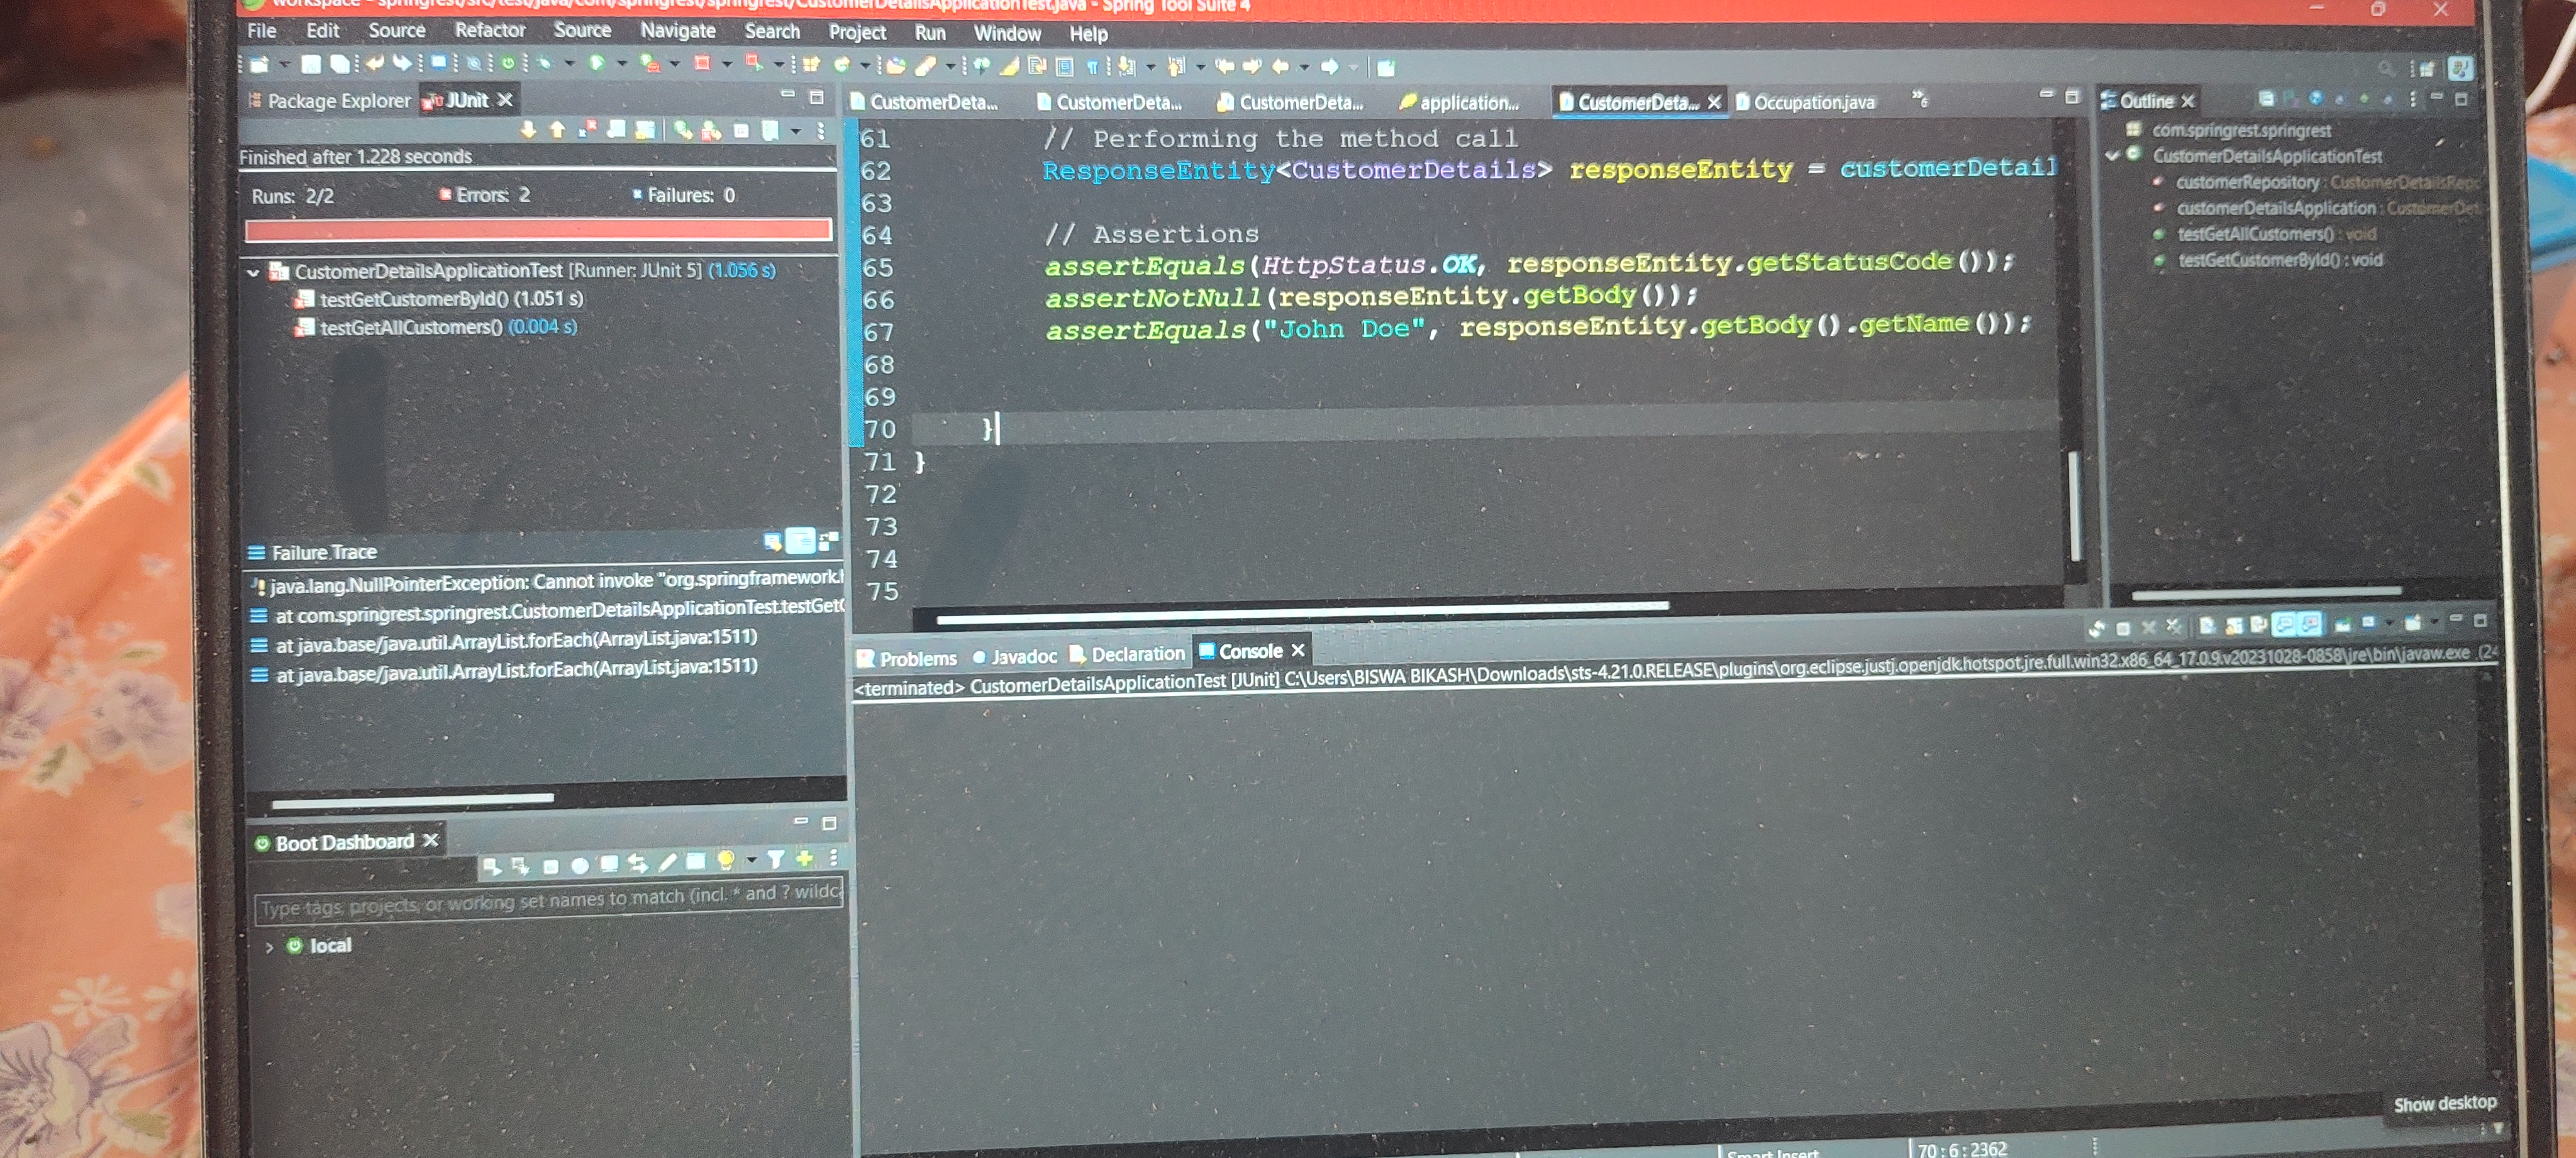 workspace - springrest/src/test/java/com/springrest/springrest/CustomerDetailsApplicationTest.java - Spring Tool Suite 4
File Edit Source Refactor Source Navigate Search Project Run Window Help
Package Explorer JUnit
Finished after 1.228 seconds
Runs: 2/2 Errors: 2 Failures: 0
CustomerDetailsApplicationTest [Runner: JUnit 5] (1.056 s)
testGetCustomerById() (1.051 s)
testGetAllCustomers() (0.004 s)
Failure Trace
java.lang.NullPointerException: Cannot invoke "org.springframework.
at com.springrest.springrest.CustomerDetailsApplicationTest.testGet
at java.base/java.util.ArrayList.forEach(ArrayList.java:1511)
at java.base/java.util.ArrayList.forEach(ArrayList.java:1511)
Boot Dashboard
Type tags, projects, or working set names to match (incl. * and ? wildc
local
CustomerDeta... CustomerDeta... CustomerDeta... application... CustomerDeta... Occupation.java »6
61 // Performing the method call
62 ResponseEntity<CustomerDetails> responseEntity = customerDetail
63
64 // Assertions
65 assertEquals(HttpStatus.OK, responseEntity.getStatusCode());
66 assertNotNull(responseEntity.getBody());
67 assertEquals("John Doe", responseEntity.getBody().getName());
68
69
70 }
71 }
72
73
74
75
Problems Javadoc Declaration Console
<terminated> CustomerDetailsApplicationTest [JUnit] C:\Users\BISWA BIKASH\Downloads\sts-4.21.0.RELEASE\plugins\org.eclipse.justj.openjdk.hotspot.jre.full.win32.x86_64_17.0.9.v20231028-0858\jre\bin\javaw.exe (24
Outline
com.springrest.springrest
CustomerDetailsApplicationTest
customerRepository : CustomerDetailsRepo
customerDetailsApplication : CustomerDet
testGetAllCustomers() : void
testGetCustomerById() : void
Show desktop
Smart Insert 70 : 6 : 2362